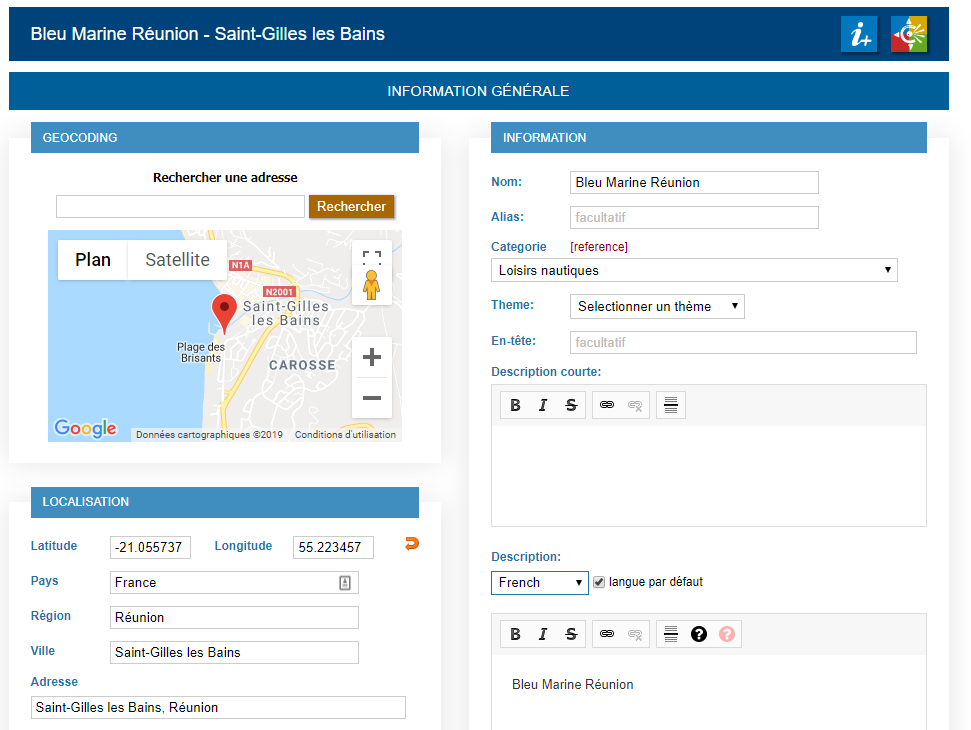 Bleu Marine Réunion - Saint-Gilles les Bains
i+
INFORMATION GÉNÉRALE
GEOCODING
Rechercher une adresse
Rechercher
Plan
Satellite
N1A
N2001
Saint-Gilles
les Bains
Plage des
Brisants
CAROSSE
Google
Données cartographiques ©2019
Conditions d'utilisation
LOCALISATION
Latitude
-21.055737
Longitude
55.223457
Pays
France
Région
Réunion
Ville
Saint-Gilles les Bains
Adresse
Saint-Gilles les Bains, Réunion
INFORMATION
Nom:
Bleu Marine Réunion
Alias:
facultatif
Categorie
[reference]
Loisirs nautiques
Theme:
Selectionner un thème
En-tête:
facultatif
Description courte:
B I S
Description:
French
langue par défaut
B I S ? ?
Bleu Marine Réunion